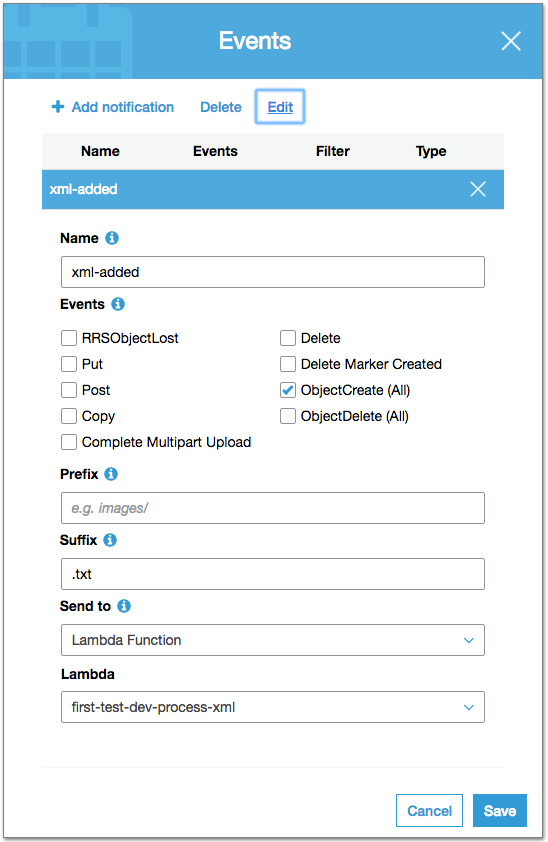 Events
Add notification Delete Edit
Name Events Filter Type
xml-added
Name
xml-added
Events
RRSObjectLost Delete
Put Delete Marker Created
Post ObjectCreate (All)
Copy ObjectDelete (All)
Complete Multipart Upload
Prefix
e.g. images/
Suffix
.txt
Send to
Lambda Function
Lambda
first-test-dev-process-xml
Cancel Save